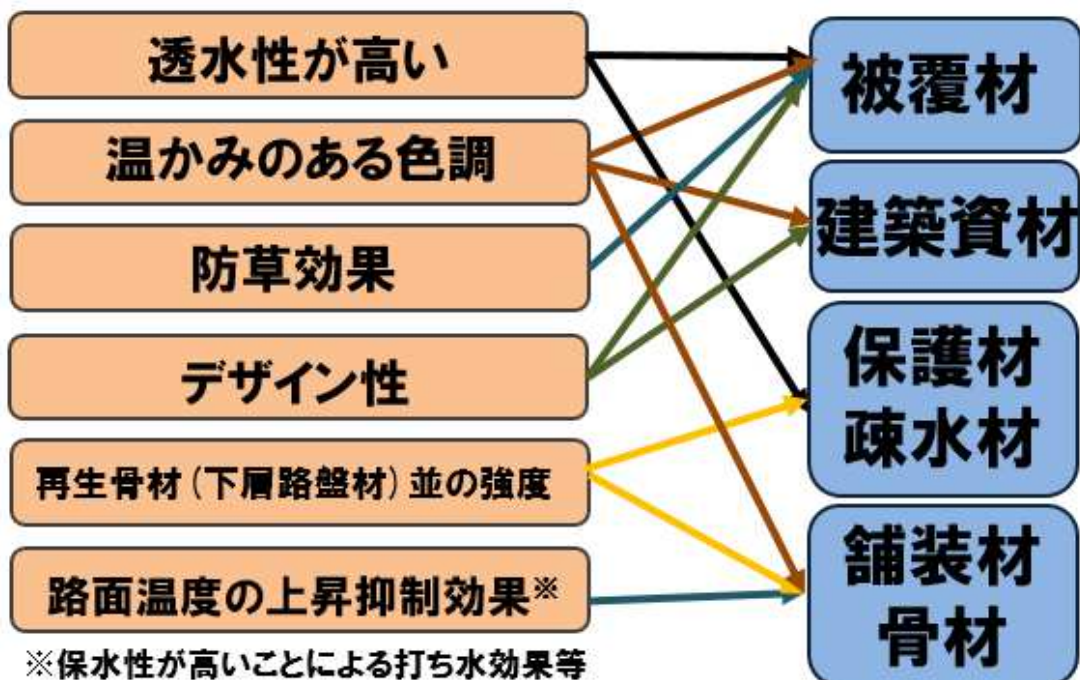 透水性が高い
温かみのある色調
防草効果
デザイン性
再生骨材(下層路盤材)並の強度
路面温度の上昇抑制効果※
※保水性が高いことによる打ち水効果等
被覆材
建築資材
保護材
疎水材
舗装材
骨材